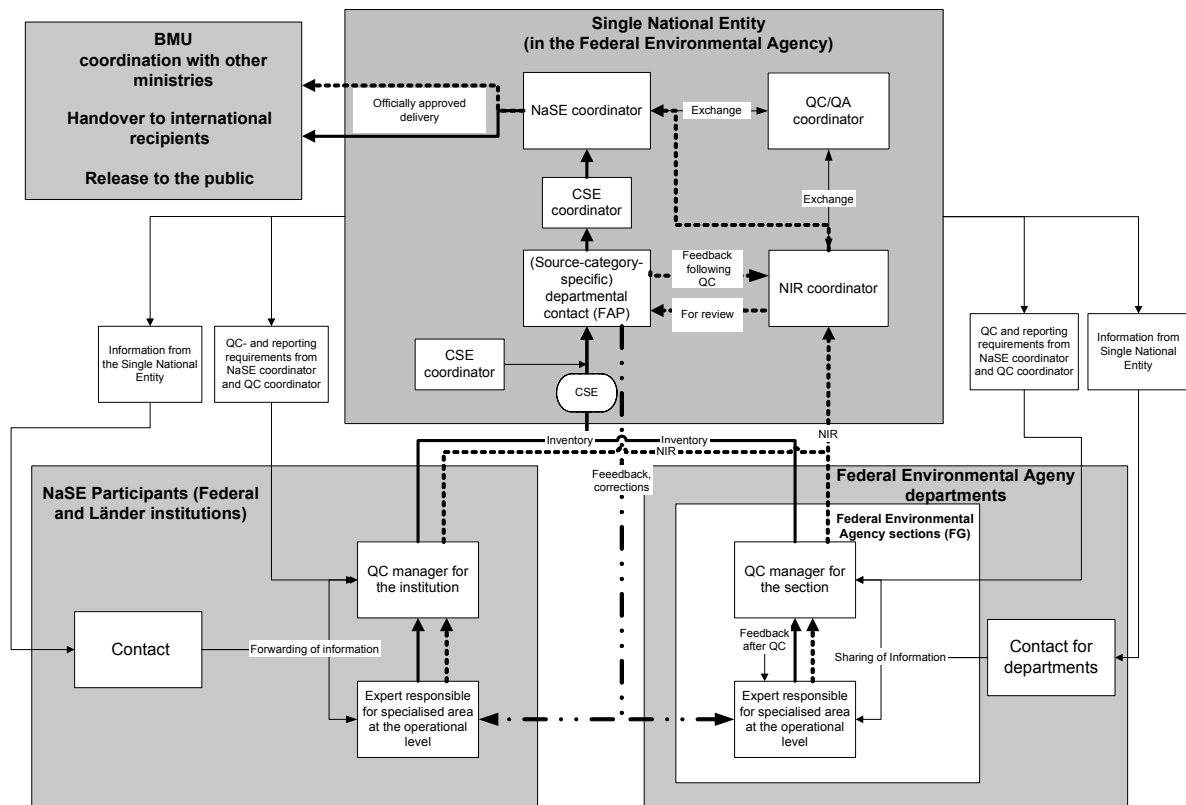 BMU
coordination with other
ministries
Handover to international
recipients
Release to the public
Single National Entity
(in the Federal Environmental Agency)
Officially approved
delivery
NaSE coordinator
Exchange
QC/QA
coordinator
CSE
coordinator
Exchange
(Source-category-
specific)
departmental
contact (FAP)
Feedback
following
QC
For review
NIR coordinator
CSE
coordinator
CSE
Information from
the Single National
Entity
QC- and reporting
requirements from
NaSE coordinator
and QC coordinator
QC and reporting
requirements from
NaSE coordinator
and QC coordinator
Information from
Single National
Entity
Inventory
Inventory
NIR
NIR
Feeedback,
corrections
NaSE Participants (Federal
and Länder institutions)
QC manager for
the institution
Contact
Forwarding of information
Expert responsible
for specialised area
at the operational
level
Federal Environmental Ageny
departments
Federal Environmental
Agency sections (FG)
QC manager for
the section
Feedback
after QC
Sharing of Information
Contact for
departments
Expert responsible
for specialised area
at the operational
level